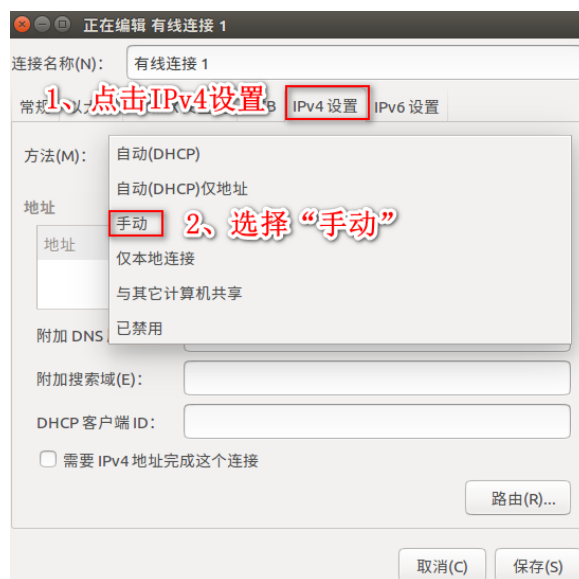 正在编辑 有线连接 1
连接名称(N): 有线连接 1
1、点击IPv4设置
常规 B IPv4 设置 IPv6 设置
方法(M): 自动(DHCP)
自动(DHCP)仅地址
地址
手动 2、选择“手动”
地址
仅本地连接
与其它计算机共享
已禁用
附加 DNS
附加搜索域(E):
DHCP 客户端 ID:
需要 IPv4 地址完成这个连接
路由(R)...
取消(C) 保存(S)